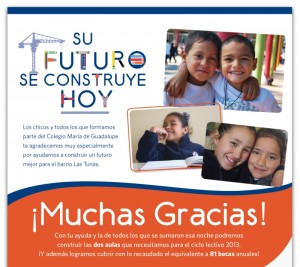 SU
FUTURO
SE CONSTRUYE
HOY
Los chicos y todos los que formamos
parte del Colegio María de Guadalupe
te agradecemos muy especialmente
por ayudarnos a construir un futuro
mejor para el barrio Las Tunas.
¡Muchas Gracias!
Con tu ayuda y la de todos los que se sumaron esa noche podremos
construir las dos aulas que necesitamos para el ciclo lectivo 2013.
¡Y además logramos cubrir con lo recaudado el equivalente a 81 becas anuales!